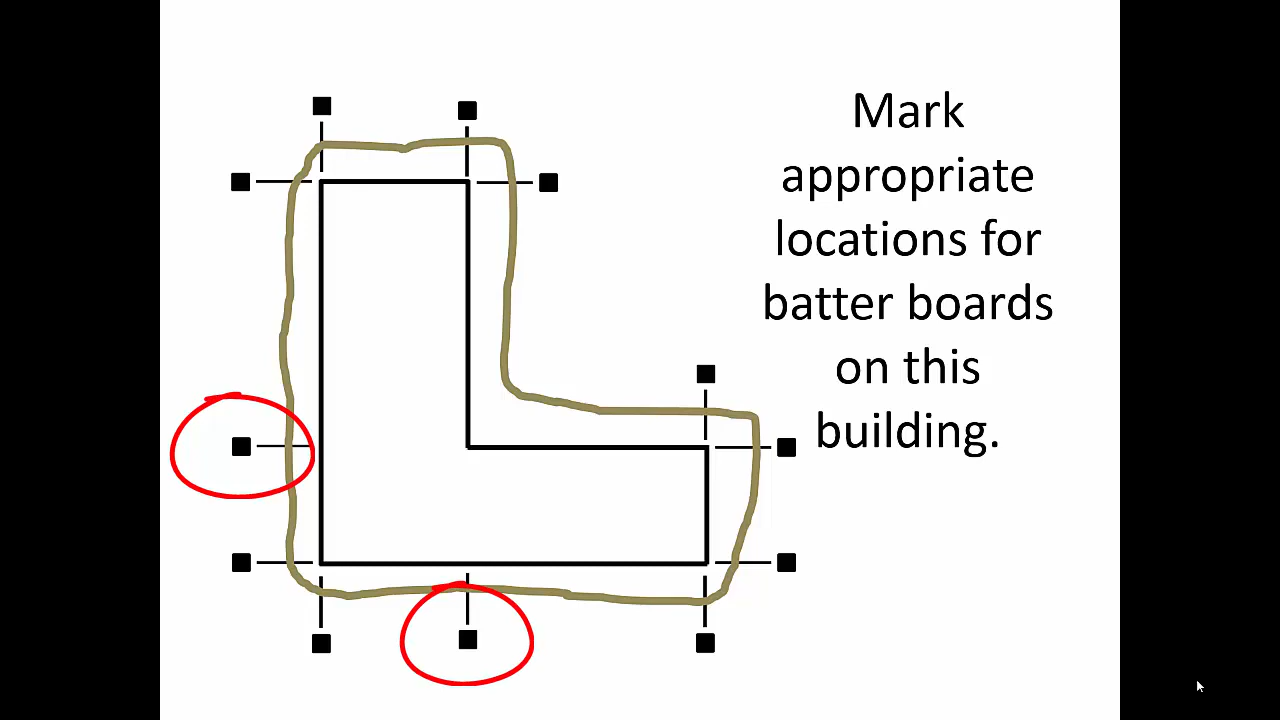 Mark
appropriate
locations for
batter boards
on this
building.